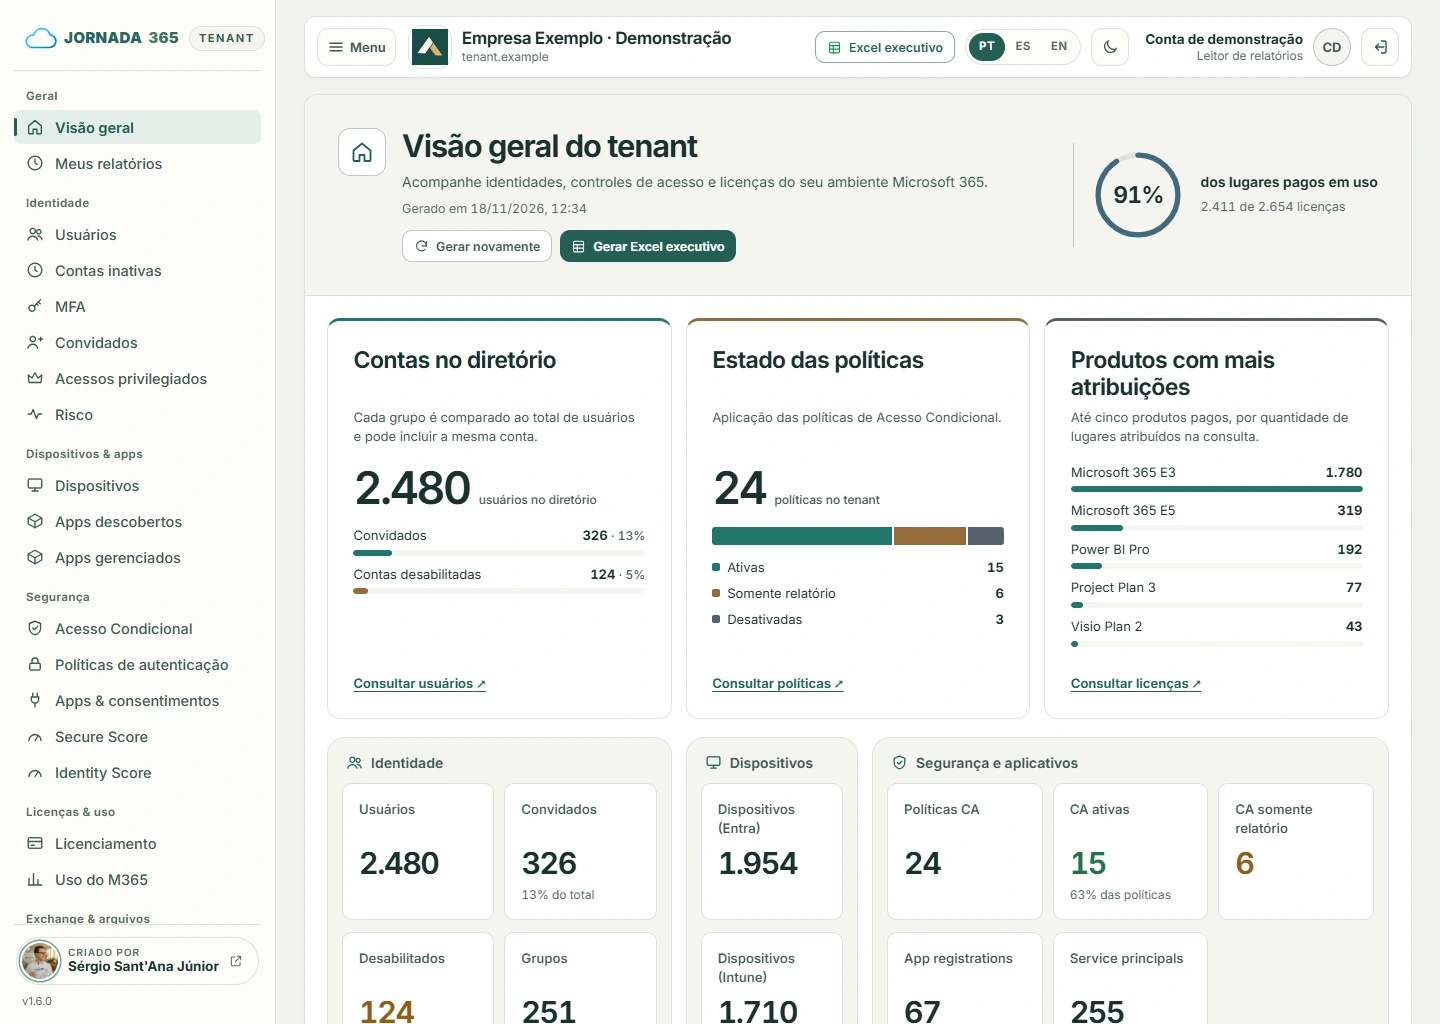 JORNADA 365 TENANT
Geral
Visão geral
Meus relatórios
Identidade
Usuários
Contas inativas
MFA
Convidados
Acessos privilegiados
Risco
Dispositivos & apps
Dispositivos
Apps descobertos
Apps gerenciados
Segurança
Acesso Condicional
Políticas de autenticação
Apps & consentimentos
Secure Score
Identity Score
Licenças & uso
Licenciamento
Uso do M365
Exchange & arquivos
CRIADO POR
Sérgio Sant'Ana Júnior
v1.6.0
Menu
Empresa Exemplo · Demonstração
tenant.example
Excel executivo
PT ES EN
Conta de demonstração
Leitor de relatórios
CD
Visão geral do tenant
Acompanhe identidades, controles de acesso e licenças do seu ambiente Microsoft 365.
Gerado em 18/11/2026, 12:34
Gerar novamente
Gerar Excel executivo
91%
dos lugares pagos em uso
2.411 de 2.654 licenças
Contas no diretório
Cada grupo é comparado ao total de usuários
e pode incluir a mesma conta.
2.480 usuários no diretório
Convidados 326 · 13%
Contas desabilitadas 124 · 5%
Consultar usuários ↗
Estado das políticas
Aplicação das políticas de Acesso Condicional.
24 políticas no tenant
Ativas 15
Somente relatório 6
Desativadas 3
Consultar políticas ↗
Produtos com mais
atribuições
Até cinco produtos pagos, por quantidade de
lugares atribuídos na consulta.
Microsoft 365 E3 1.780
Microsoft 365 E5 319
Power BI Pro 192
Project Plan 3 77
Visio Plan 2 43
Consultar licenças ↗
Identidade
Usuários
2.480
Convidados
326
13% do total
Desabilitados
124
Grupos
251
Dispositivos
Dispositivos
(Entra)
1.954
Dispositivos
(Intune)
1.710
Segurança e aplicativos
Políticas CA
24
CA ativas
15
63% das políticas
CA somente
relatório
6
App registrations
67
Service principals
255